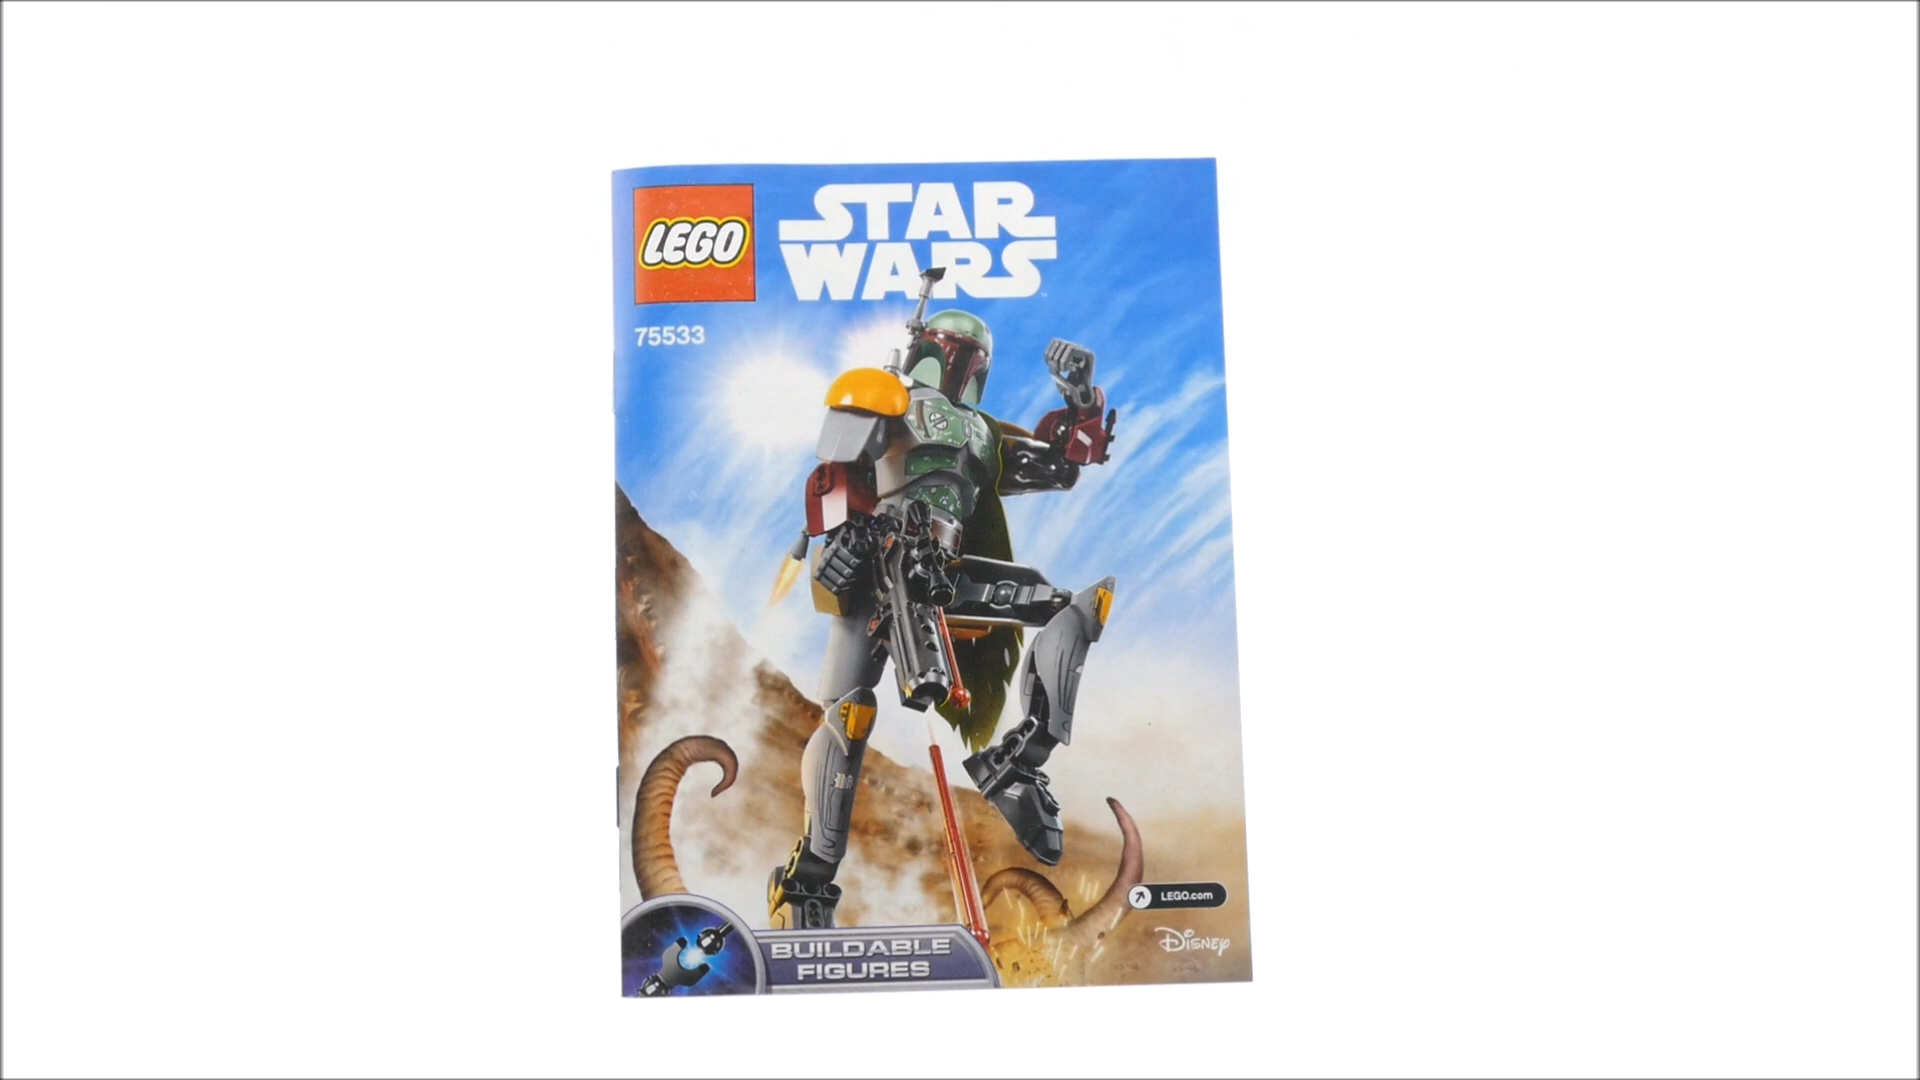 LEGO
STAR
WARS
75533
LEGO.com
Disney
BUILDABLE
FIGURES